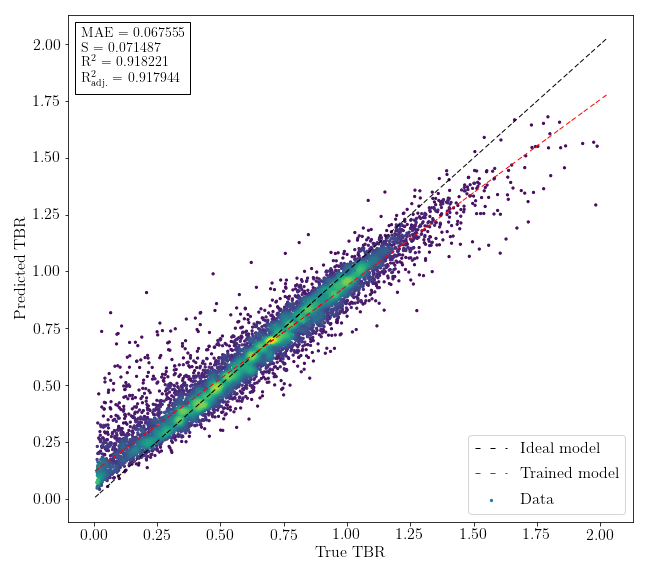 MAE = 0.067555
S = 0.071487
R² = 0.918221
R²adj. = 0.917944
2.00
1.75
1.50
1.25
1.00
0.75
0.50
0.25
0.00
Predicted TBR
Ideal model
Trained model
Data
0.00 0.25 0.50 0.75 1.00 1.25 1.50 1.75 2.00
True TBR